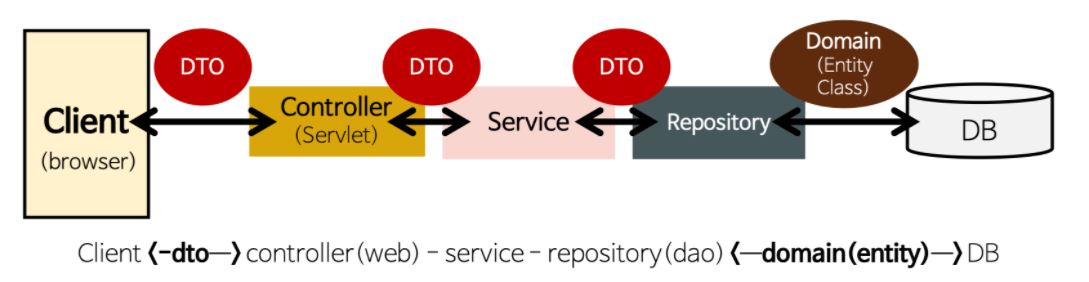 DTO
DTO
DTO
Domain
(Entity
Class)
Client
(browser)
Controller
(Servlet)
Service
Repository
DB
Client <-dto—> controller(web) - service - repository(dao) <—domain(entity)—> DB